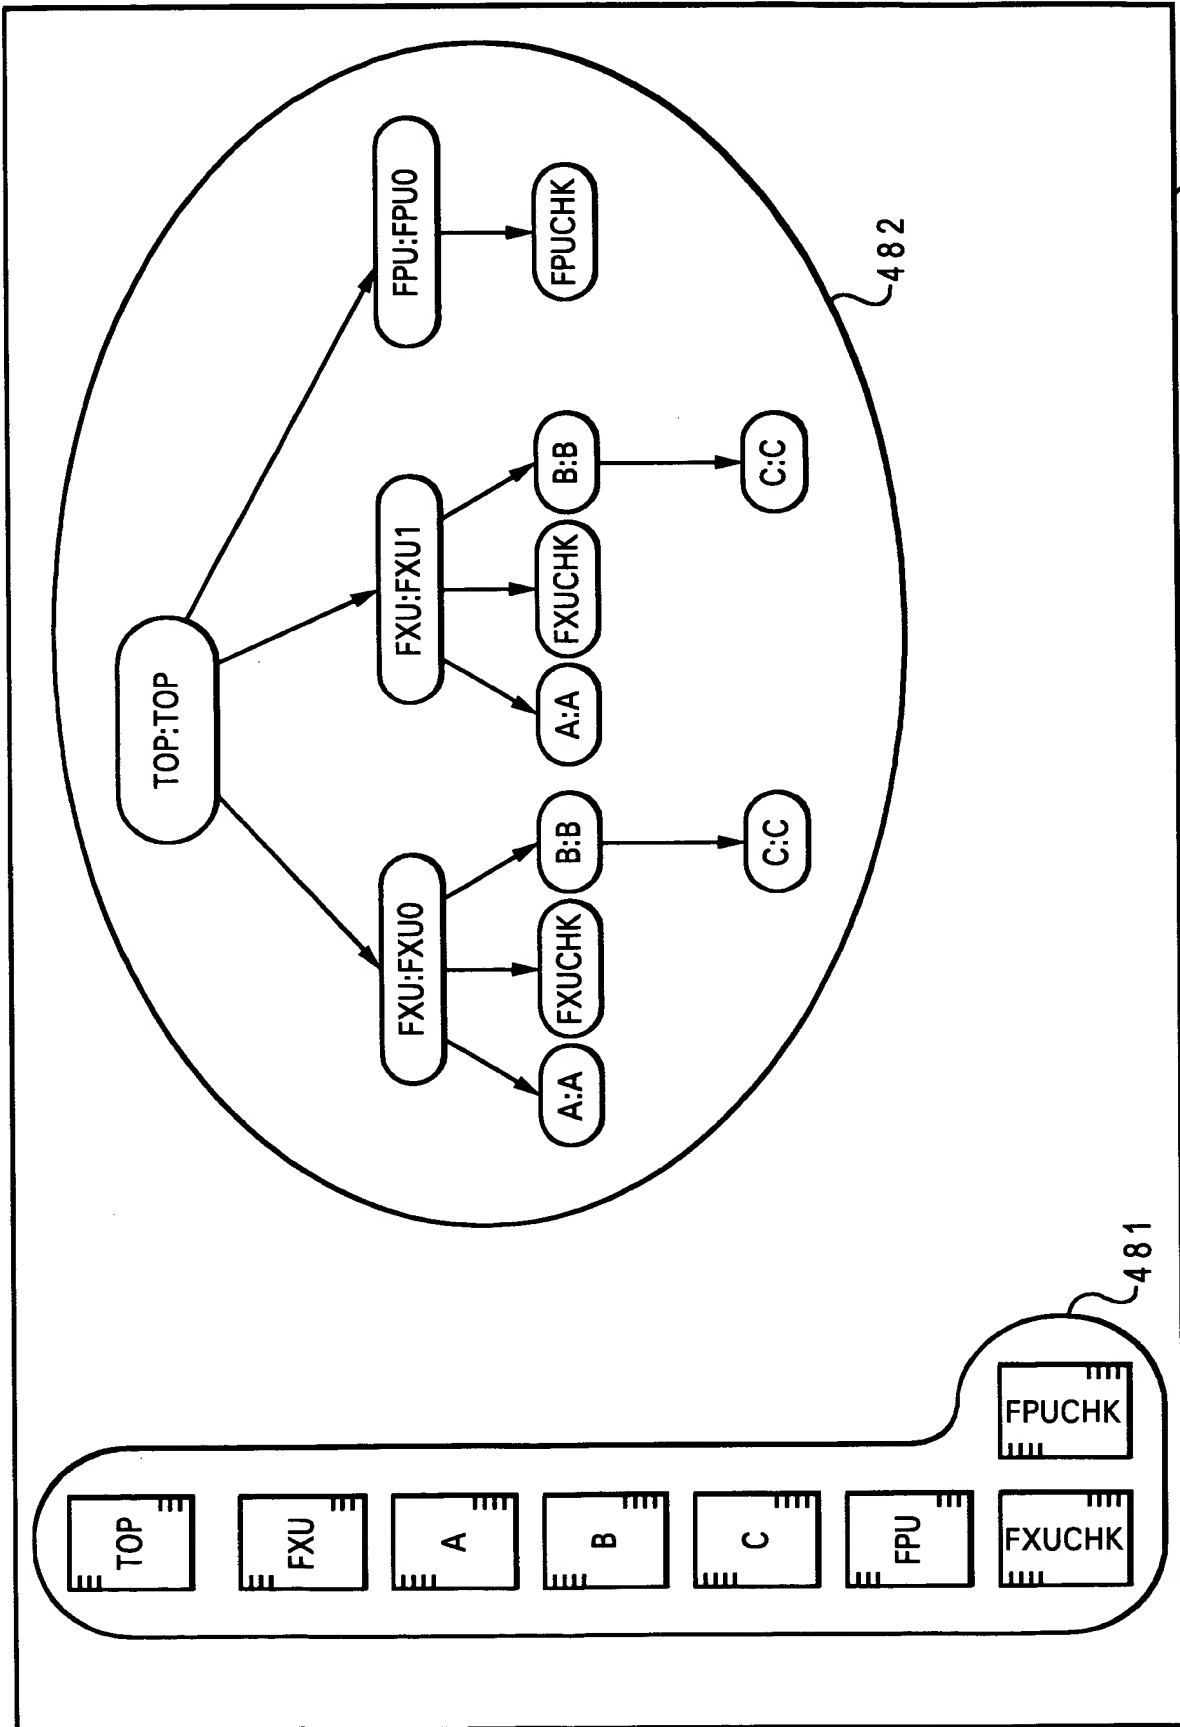 TOP
FXU
A
B
C
FPU
FXUCHK
FPUCHK
481
TOP:TOP
FXU:FXU0
FXU:FXU1
FPU:FPU0
A:A
FXUCHK
B:B
A:A
FXUCHK
B:B
FPUCHK
C:C
C:C
482